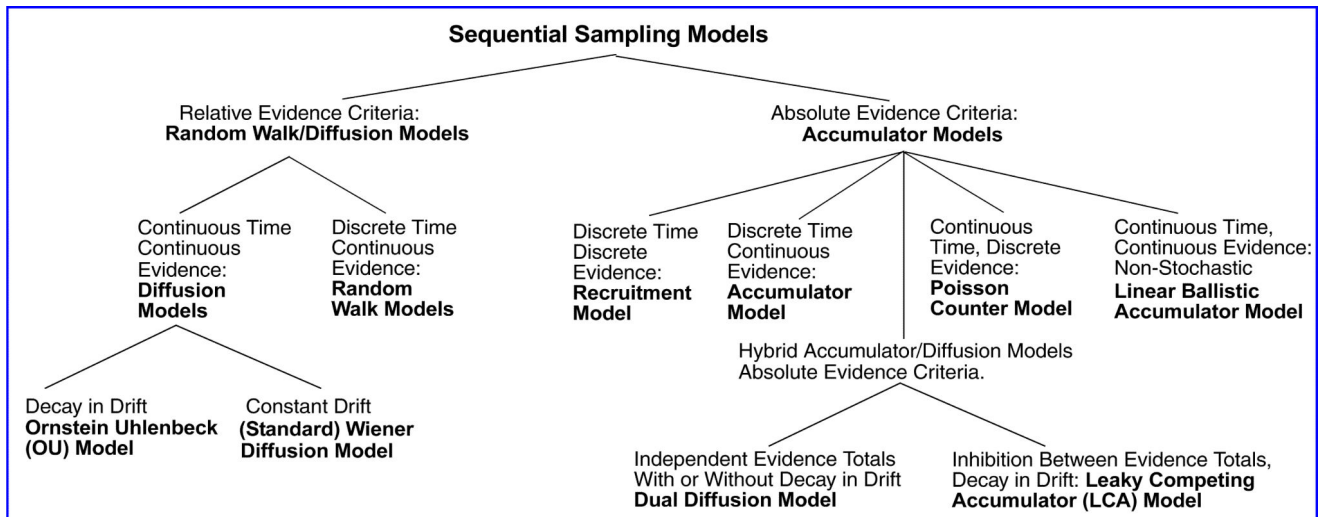 Sequential Sampling Models
Relative Evidence Criteria:
Random Walk/Diffusion Models
Absolute Evidence Criteria:
Accumulator Models
Continuous Time
Continuous
Evidence:
Diffusion
Models
Discrete Time
Continuous
Evidence:
Random
Walk Models
Discrete Time
Discrete
Evidence:
Recruitment
Model
Discrete Time
Continuous
Evidence:
Accumulator
Model
Continuous
Time, Discrete
Evidence:
Poisson
Counter Model
Continuous Time,
Continuous Evidence:
Non-Stochastic
Linear Ballistic
Accumulator Model
Hybrid Accumulator/Diffusion Models
Absolute Evidence Criteria.
Decay in Drift
Ornstein Uhlenbeck
(OU) Model
Constant Drift
(Standard) Wiener
Diffusion Model
Independent Evidence Totals
With or Without Decay in Drift
Dual Diffusion Model
Inhibition Between Evidence Totals,
Decay in Drift: Leaky Competing
Accumulator (LCA) Model